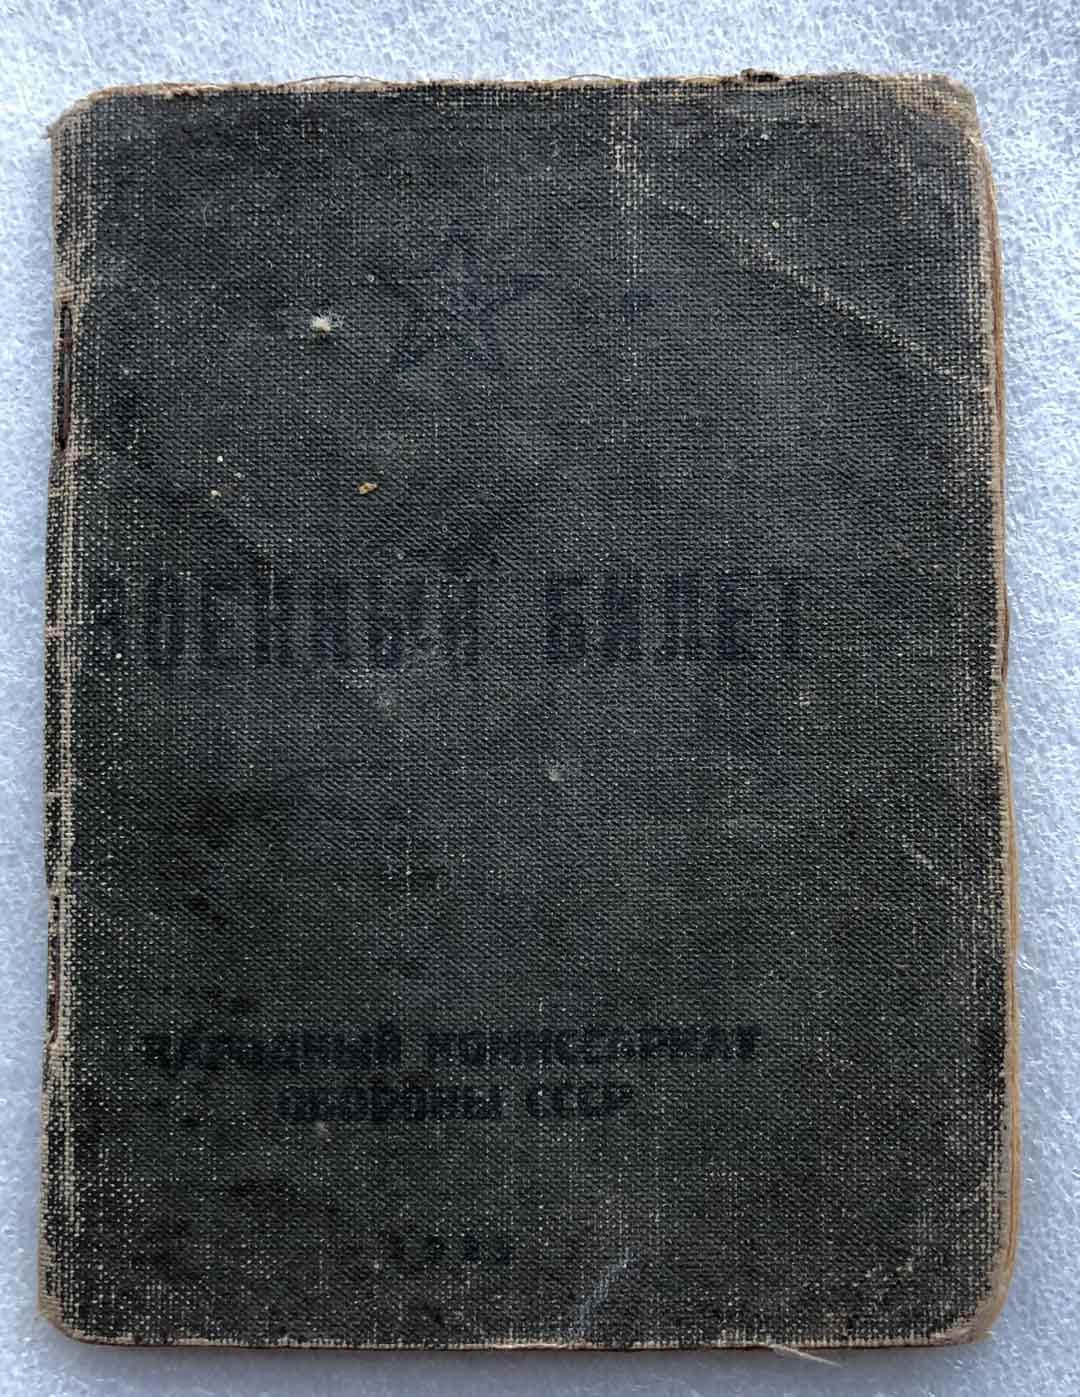 ВОЕННЫЙ БИЛЕТ
НАРОДНЫЙ КОМИССАРИАТ
ОБОРОНЫ СССР